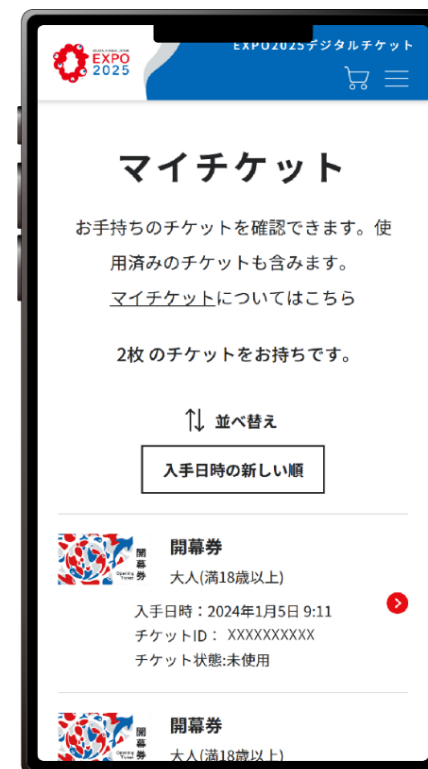 EXPO
2025
EXPO2025デジタルチケット
マイチケット
お手持ちのチケットを確認できます。使
用済みのチケットも含みます。
マイチケットについてはこちら
2枚 のチケットをお持ちです。
並べ替え
入手日時の新しい順
開幕券
Opening
Ticket
開幕券
大人(満18歳以上)
入手日時：2024年1月5日 9:11
チケットID： XXXXXXXXXX
チケット状態:未使用
開幕券
開幕券
大人(満18歳以上)